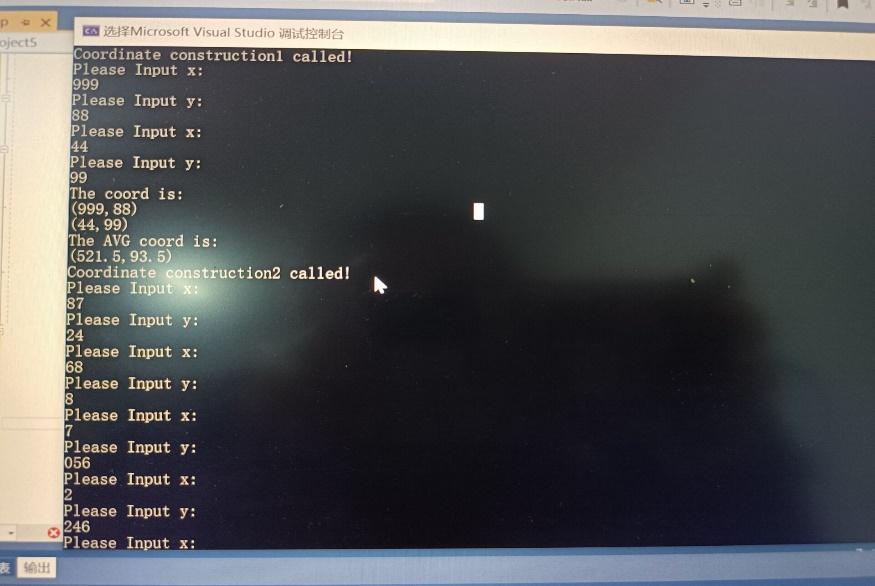 oject5
选择Microsoft Visual Studio 调试控制台
Coordinate construction1 called!
Please Input x:
999
Please Input y:
88
Please Input x:
44
Please Input y:
99
The coord is:
(999, 88)
(44, 99)
The AVG coord is:
(521.5, 93.5)
Coordinate construction2 called!
Please Input x:
87
Please Input y:
24
Please Input x:
68
Please Input y:
8
Please Input x:
7
Please Input y:
056
Please Input x:
2
Please Input y:
246
Please Input x:
表
输出